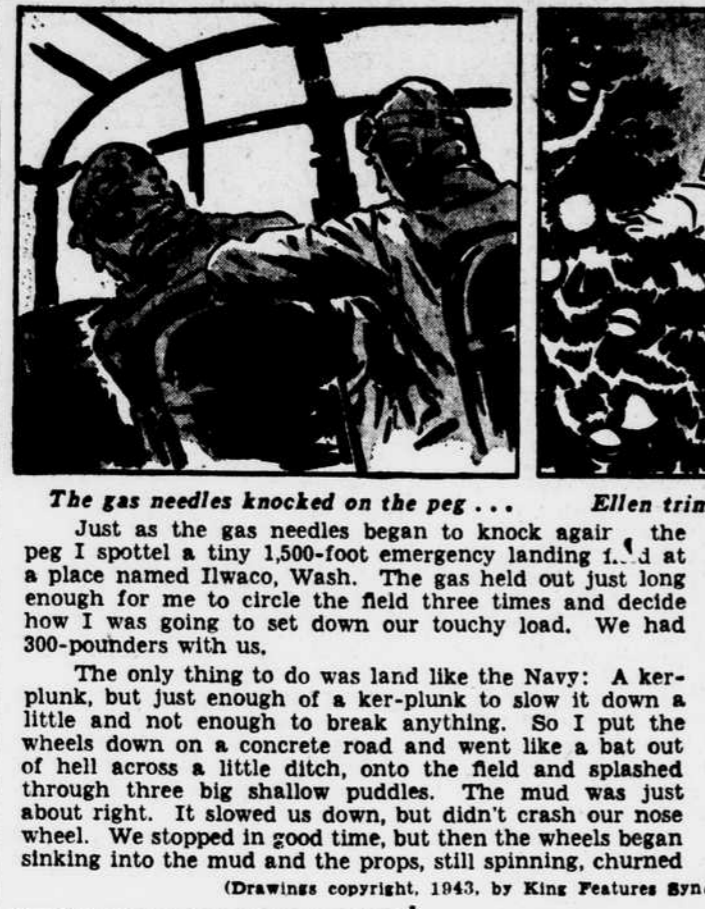 The gas needles knocked on the peg . . . Ellen trim
Just as the gas needles began to knock agair the
peg I spottel a tiny 1,500-foot emergency landing d at
a place named Ilwaco, Wash. The gas held out just long
enough for me to circle the field three times and decide
how I was going to set down our touchy load. We had
300-pounders with us.
The only thing to do was land like the Navy: A ker-
plunk, but just enough of a ker-plunk to slow it down a
little and not enough to break anything. So I put the
wheels down on a concrete road and went like a bat out
of hell across a little ditch, onto the field and splashed
through three big shallow puddles. The mud was just
about right. It slowed us down, but didn't crash our nose
wheel. We stopped in good time, but then the wheels began
sinking into the mud and the props, still spinning, churned
(Drawings copyright, 1943, by King Features Syn